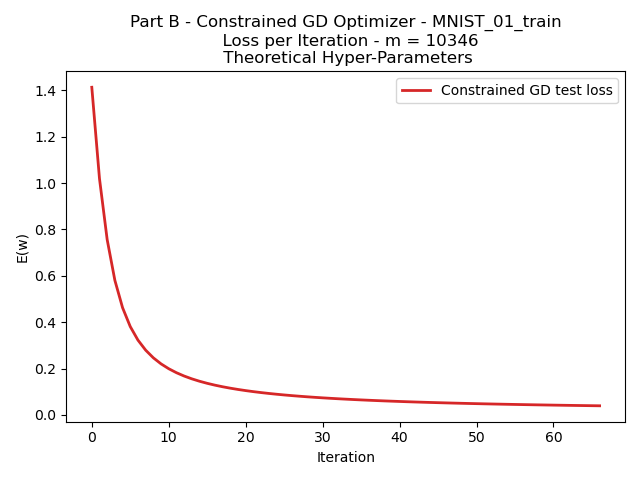 Part B - Constrained GD Optimizer - MNIST_01_train
Loss per Iteration - m = 10346
Theoretical Hyper-Parameters
Constrained GD test loss
E(w)
1.4
1.2
1.0
0.8
0.6
0.4
0.2
0.0
0 10 20 30 40 50 60
Iteration